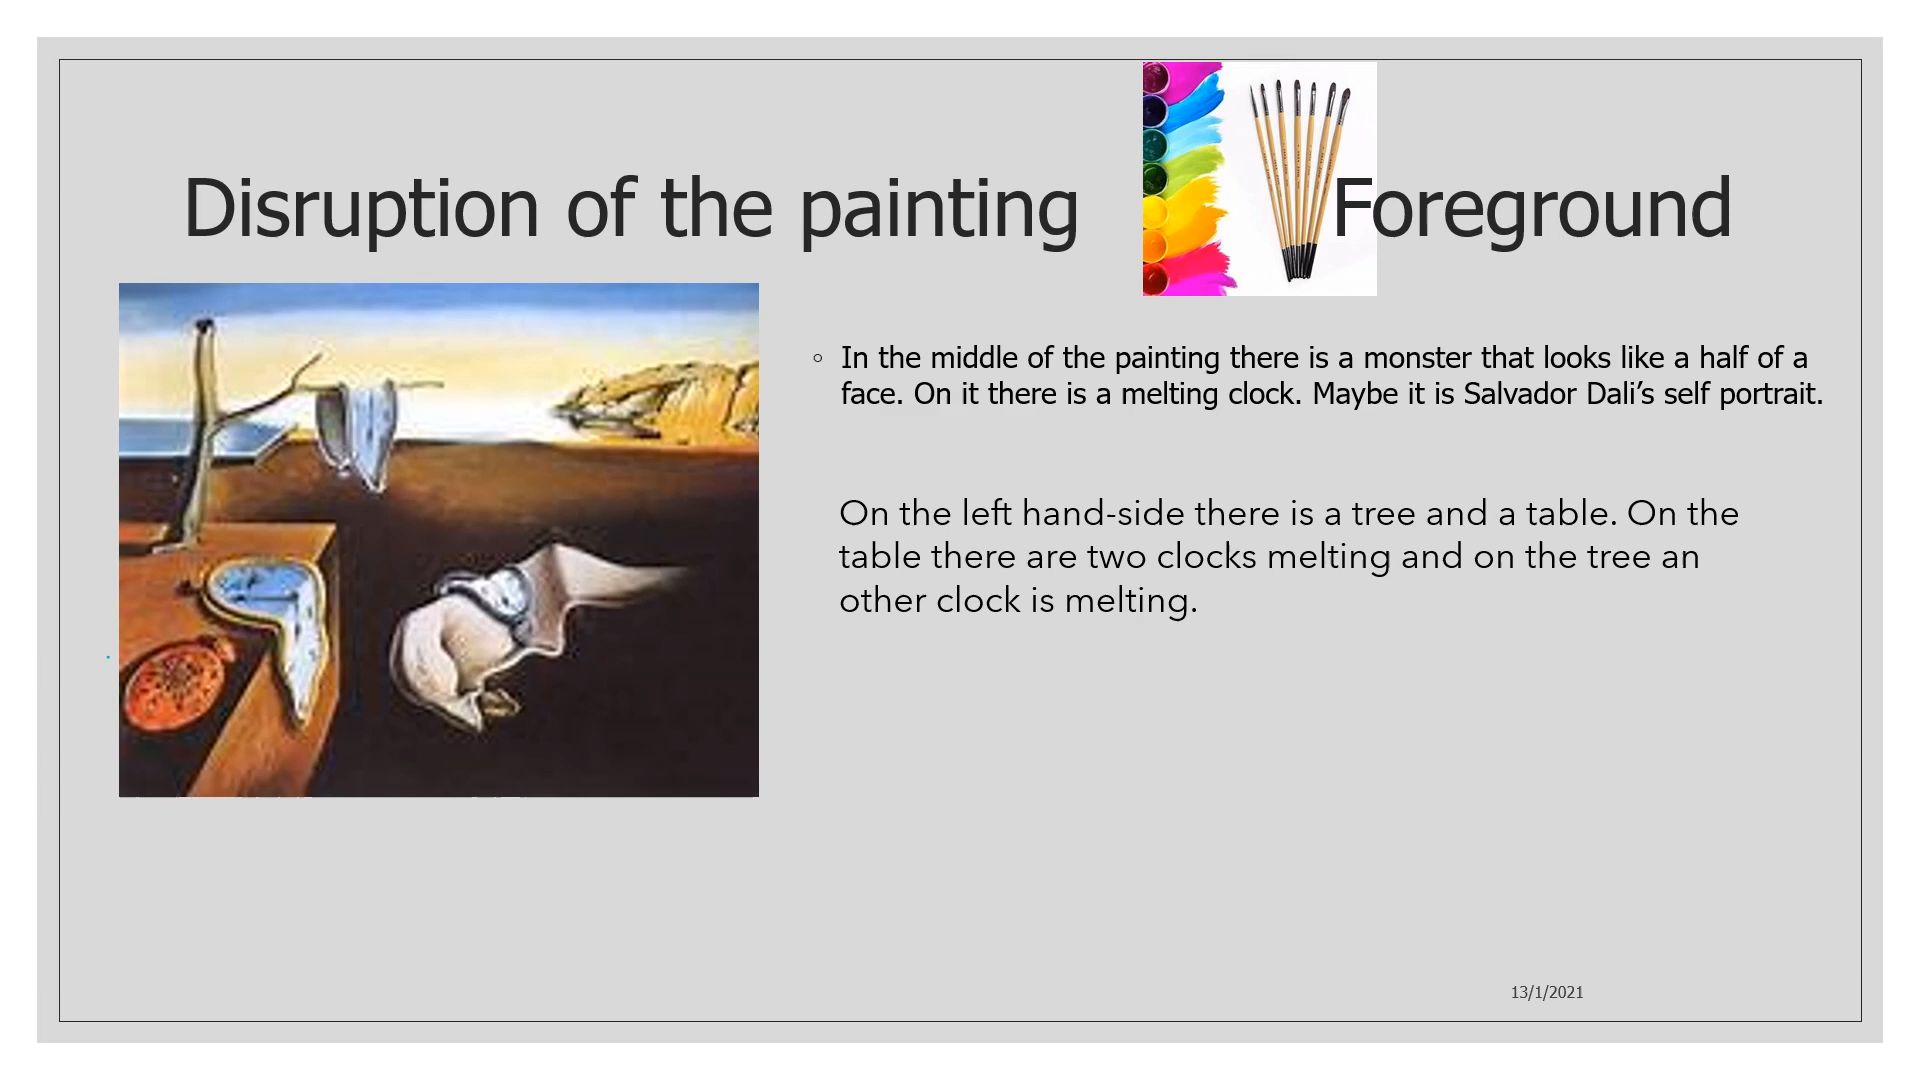 Disruption of the painting Foreground
◦ In the middle of the painting there is a monster that looks like a half of a
face. On it there is a melting clock. Maybe it is Salvador Dali’s self portrait.
On the left hand-side there is a tree and a table. On the
table there are two clocks melting and on the tree an
other clock is melting.
13/1/2021